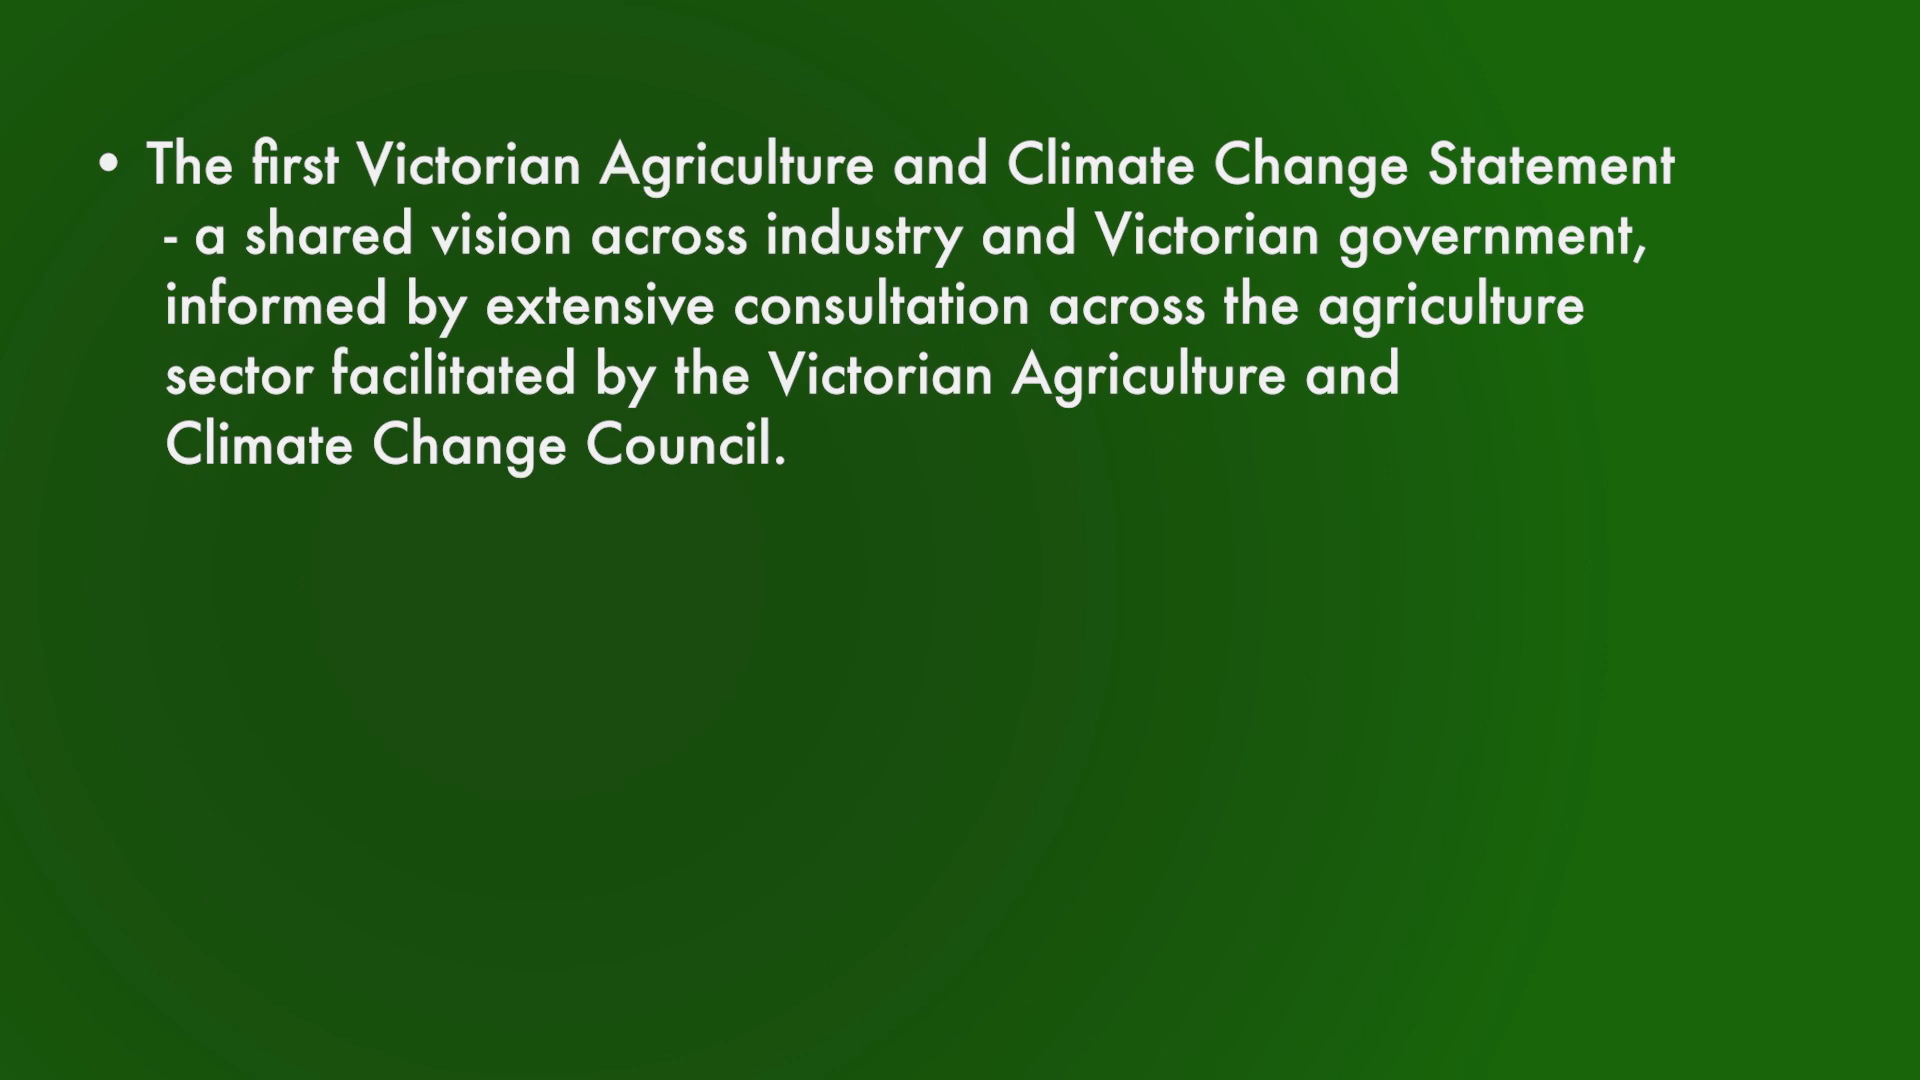 • The first Victorian Agriculture and Climate Change Statement
- a shared vision across industry and Victorian government,
informed by extensive consultation across the agriculture
sector facilitated by the Victorian Agriculture and
Climate Change Council.